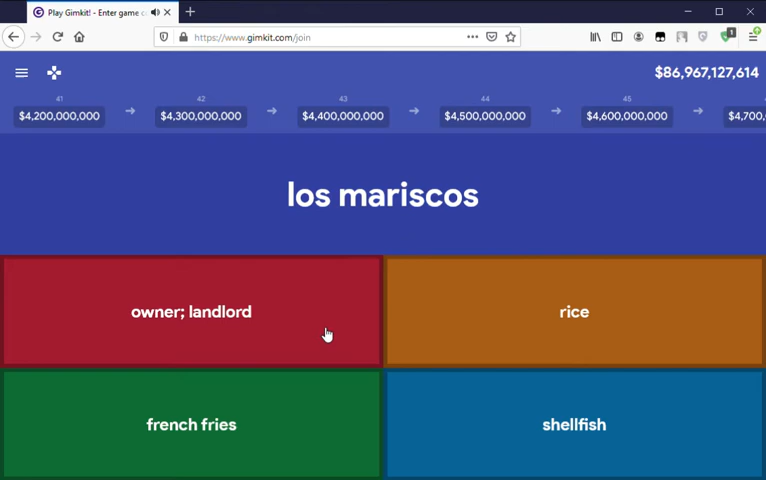 Play Gimkit! - Enter game c
https://www.gimkit.com/join
1
$86,967,127,614
41 42 43 44 45
$4,200,000,000 → $4,300,000,000 → $4,400,000,000 → $4,500,000,000 → $4,600,000,000 → $4,700,
los mariscos
owner; landlord
rice
french fries
shellfish